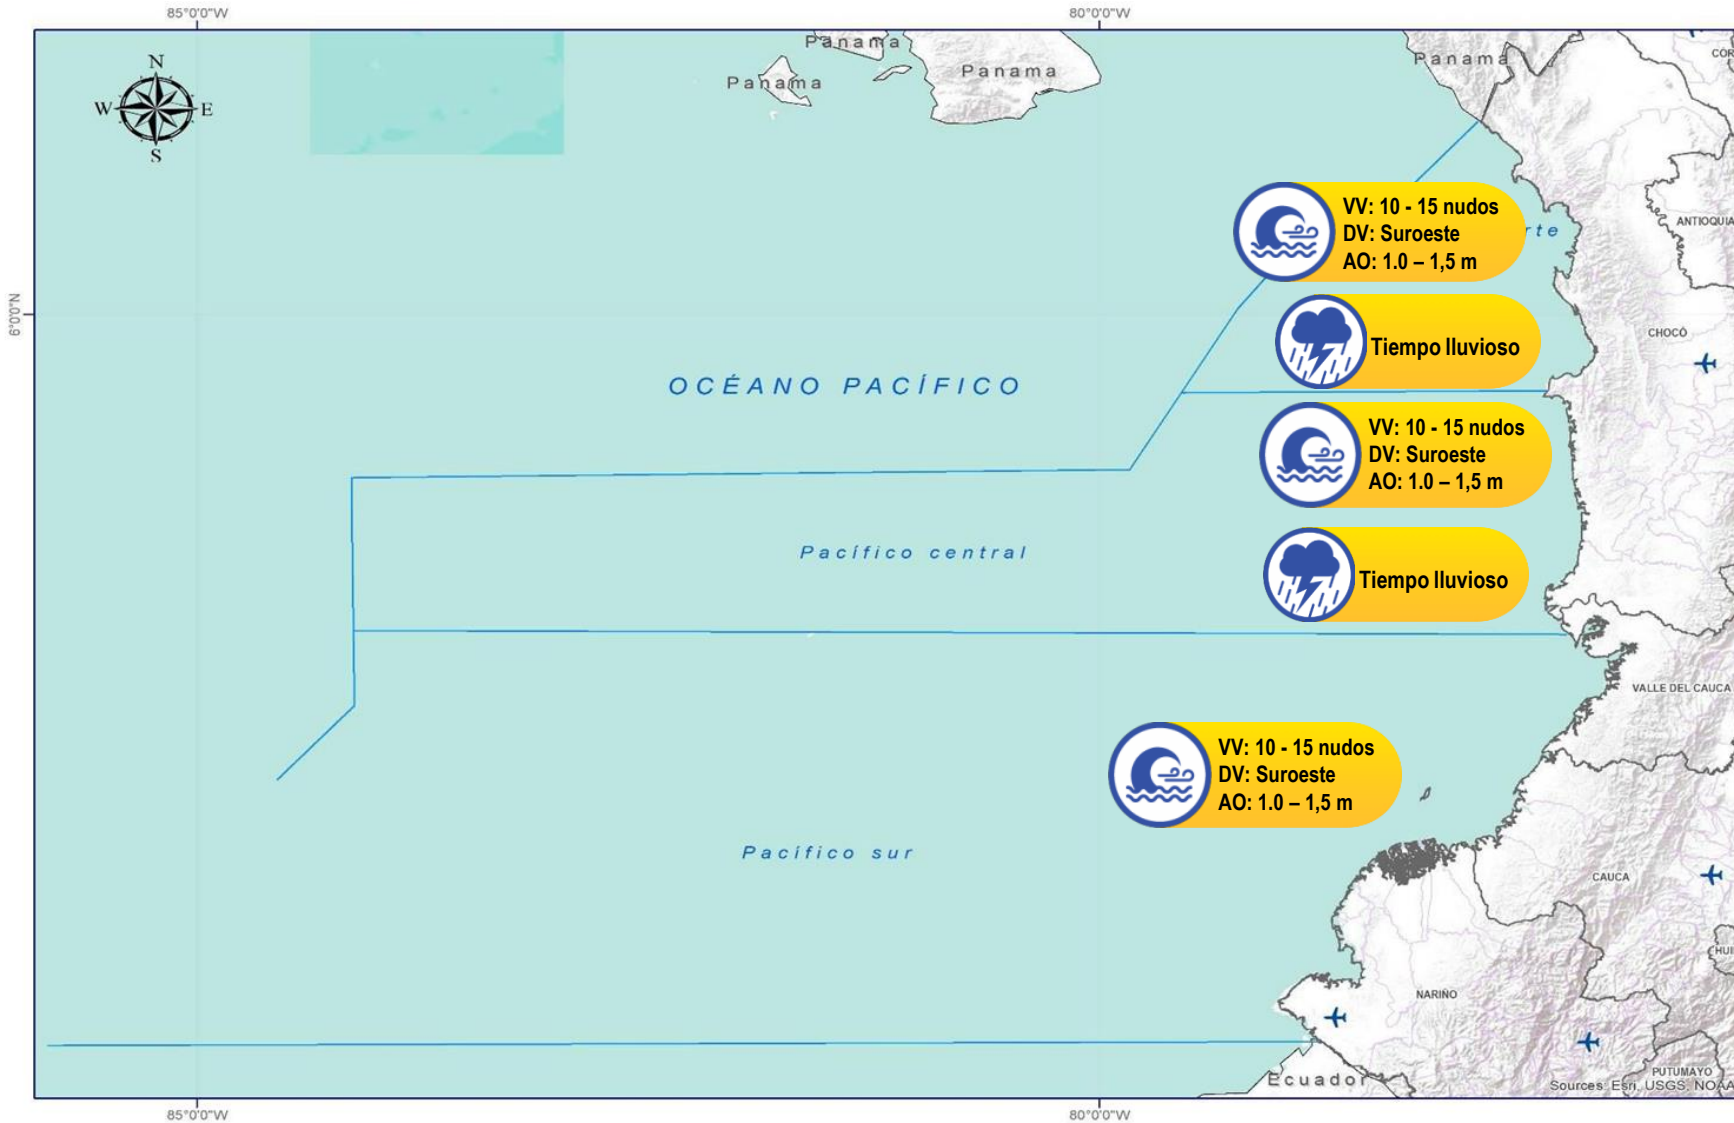 85°0'0"W
80°0'0"W
N
W
E
S
Panama
Panama
Panama
Panama
ANTIOQUIA
VV: 10 - 15 nudos
DV: Suroeste
AO: 1.0 – 1,5 m
rte
6°0'0"N
CHOCÓ
Tiempo lluvioso
OCÉANO PACÍFICO
VV: 10 - 15 nudos
DV: Suroeste
AO: 1.0 – 1,5 m
Pacífico central
Tiempo lluvioso
VALLE DEL CAUCA
VV: 10 - 15 nudos
DV: Suroeste
AO: 1.0 – 1,5 m
Pacífico sur
CAUCA
HUI
NARIÑO
PUTUMAYO
Ecuador
Sources: Esri, USGS, NOAA
85°0'0"W
80°0'0"W